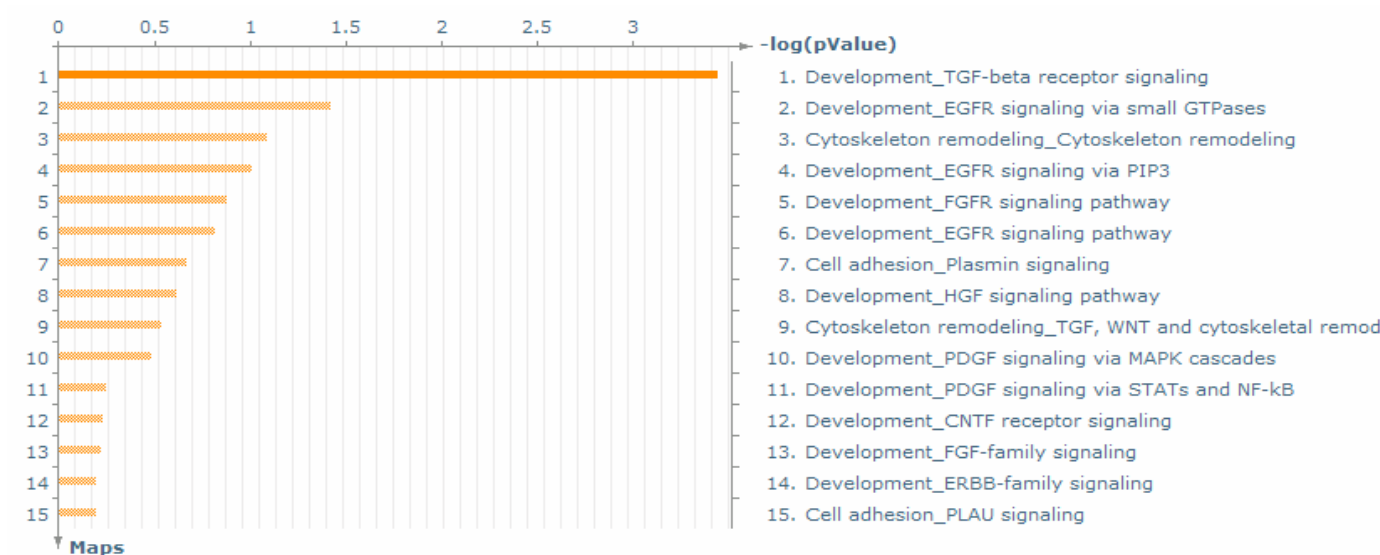 0 0.5 1 1.5 2 2.5 3
-log(pValue)
1 1. Development_TGF-beta receptor signaling
2 2. Development_EGFR signaling via small GTPases
3 3. Cytoskeleton remodeling_Cytoskeleton remodeling
4 4. Development_EGFR signaling via PIP3
5 5. Development_FGFR signaling pathway
6 6. Development_EGFR signaling pathway
7 7. Cell adhesion_Plasmin signaling
8 8. Development_HGF signaling pathway
9 9. Cytoskeleton remodeling_TGF, WNT and cytoskeletal remod
10 10. Development_PDGF signaling via MAPK cascades
11 11. Development_PDGF signaling via STATs and NF-kB
12 12. Development_CNTF receptor signaling
13 13. Development_FGF-family signaling
14 14. Development_ERBB-family signaling
15 15. Cell adhesion_PLAU signaling
Maps